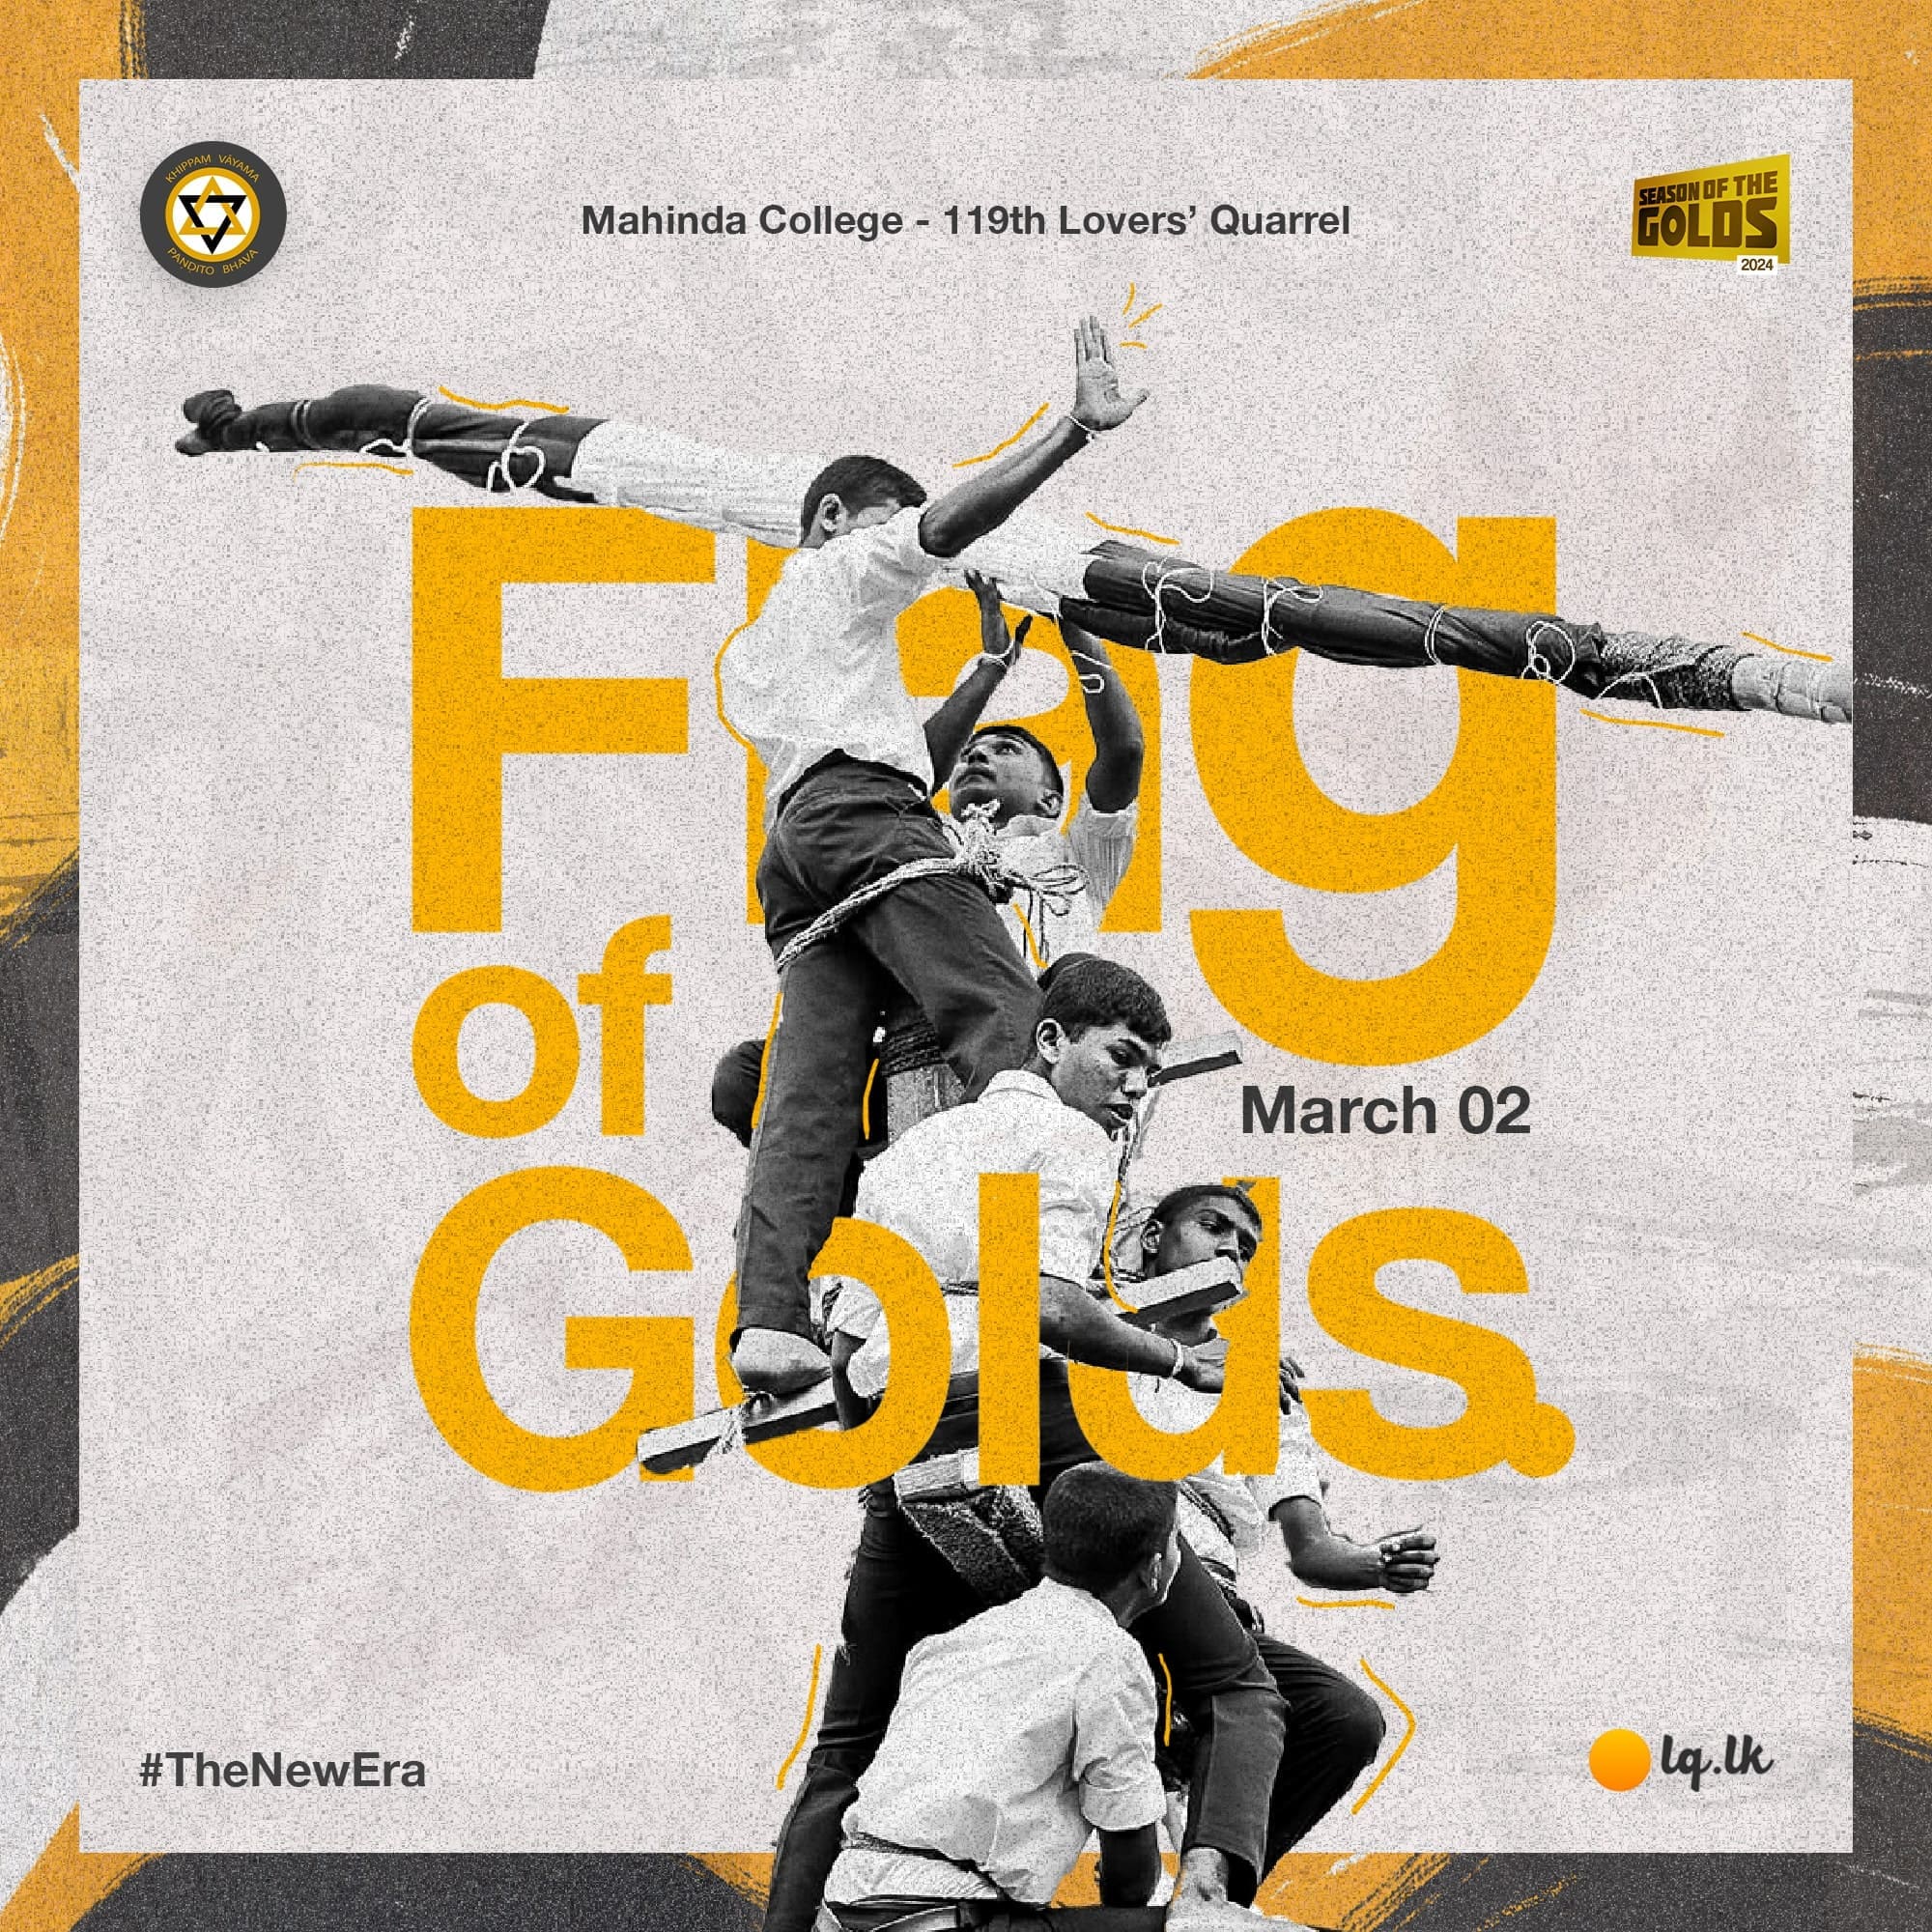 KHIPPAM VĀYAMA
PAṆḌITO BHAVA
Mahinda College - 119th Lovers’ Quarrel
SEASON OF THE
GOLDS
2024
Flag
of
March 02
Golds.
#TheNewEra
lq.lk